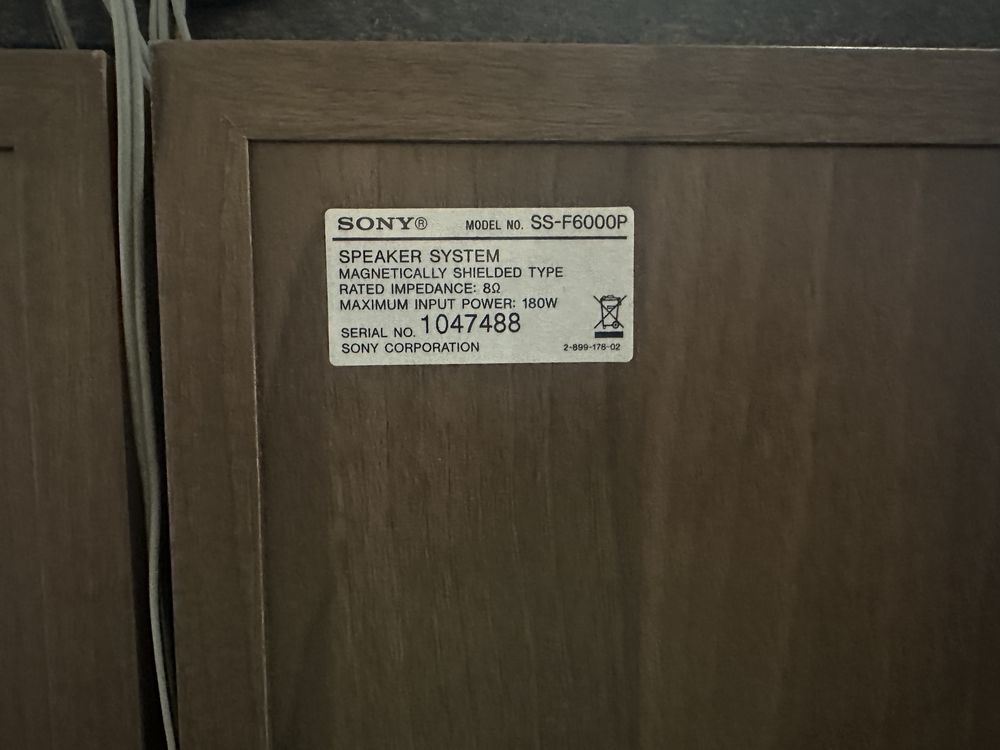 SONY® MODEL NO. SS-F6000P
SPEAKER SYSTEM
MAGNETICALLY SHIELDED TYPE
RATED IMPEDANCE: 8Ω
MAXIMUM INPUT POWER: 180W
SERIAL NO. 1047488
SONY CORPORATION 2-899-178-02